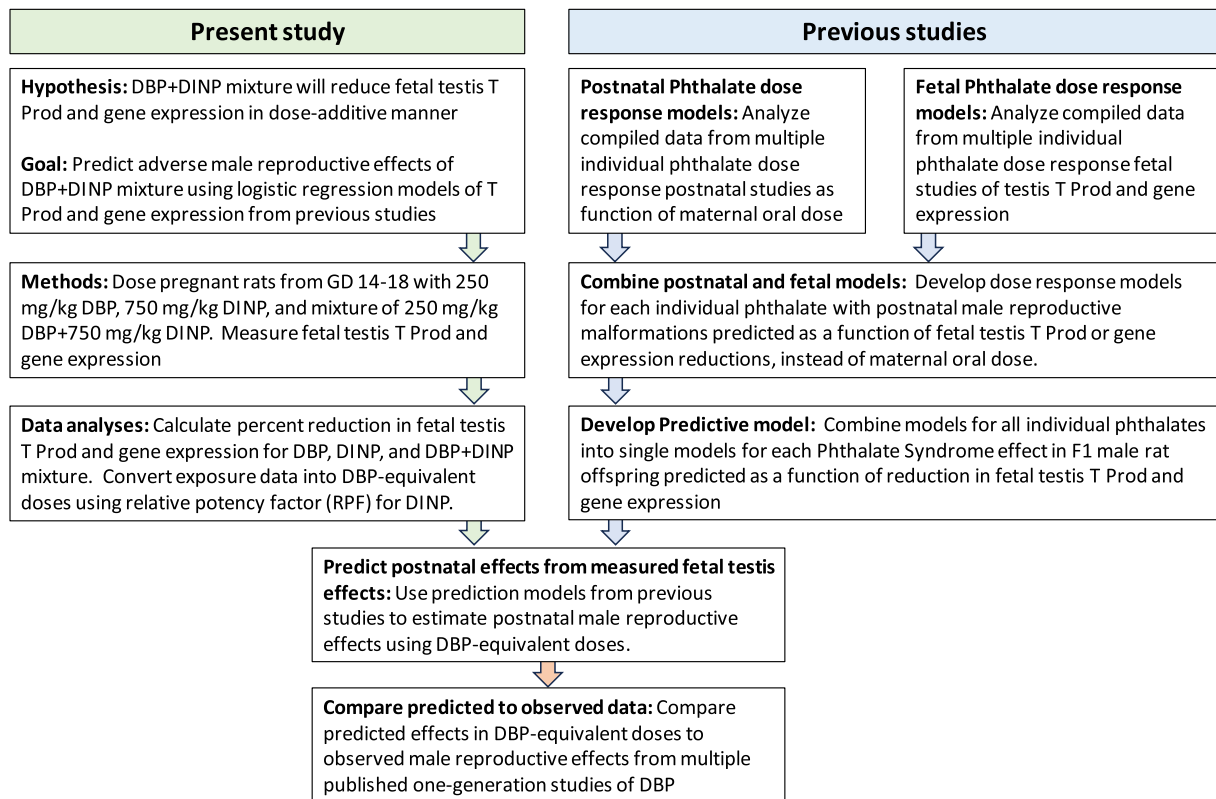 Present study
Hypothesis: DBP+DINP mixture will reduce fetal testis T
Prod and gene expression in dose-additive manner
Goal: Predict adverse male reproductive effects of
DBP+DINP mixture using logistic regression models of T
Prod and gene expression from previous studies
Methods: Dose pregnant rats from GD 14-18 with 250
mg/kg DBP, 750 mg/kg DINP, and mixture of 250 mg/kg
DBP+750 mg/kg DINP. Measure fetal testis T Prod and
gene expression
Data analyses: Calculate percent reduction in fetal testis
T Prod and gene expression for DBP, DINP, and DBP+DINP
mixture. Convert exposure data into DBP-equivalent
doses using relative potency factor (RPF) for DINP.
Previous studies
Postnatal Phthalate dose
response models: Analyze
compiled data from multiple
individual phthalate dose
response postnatal studies as
function of maternal oral dose
Fetal Phthalate dose response
models: Analyze compiled data
from multiple individual
phthalate dose response fetal
studies of testis T Prod and gene
expression
Combine postnatal and fetal models: Develop dose response models
for each individual phthalate with postnatal male reproductive
malformations predicted as a function of fetal testis T Prod or gene
expression reductions, instead of maternal oral dose.
Develop Predictive model: Combine models for all individual phthalates
into single models for each Phthalate Syndrome effect in F1 male rat
offspring predicted as a function of reduction in fetal testis T Prod and
gene expression
Predict postnatal effects from measured fetal testis
effects: Use prediction models from previous
studies to estimate postnatal male reproductive
effects using DBP-equivalent doses.
Compare predicted to observed data: Compare
predicted effects in DBP-equivalent doses to
observed male reproductive effects from multiple
published one-generation studies of DBP